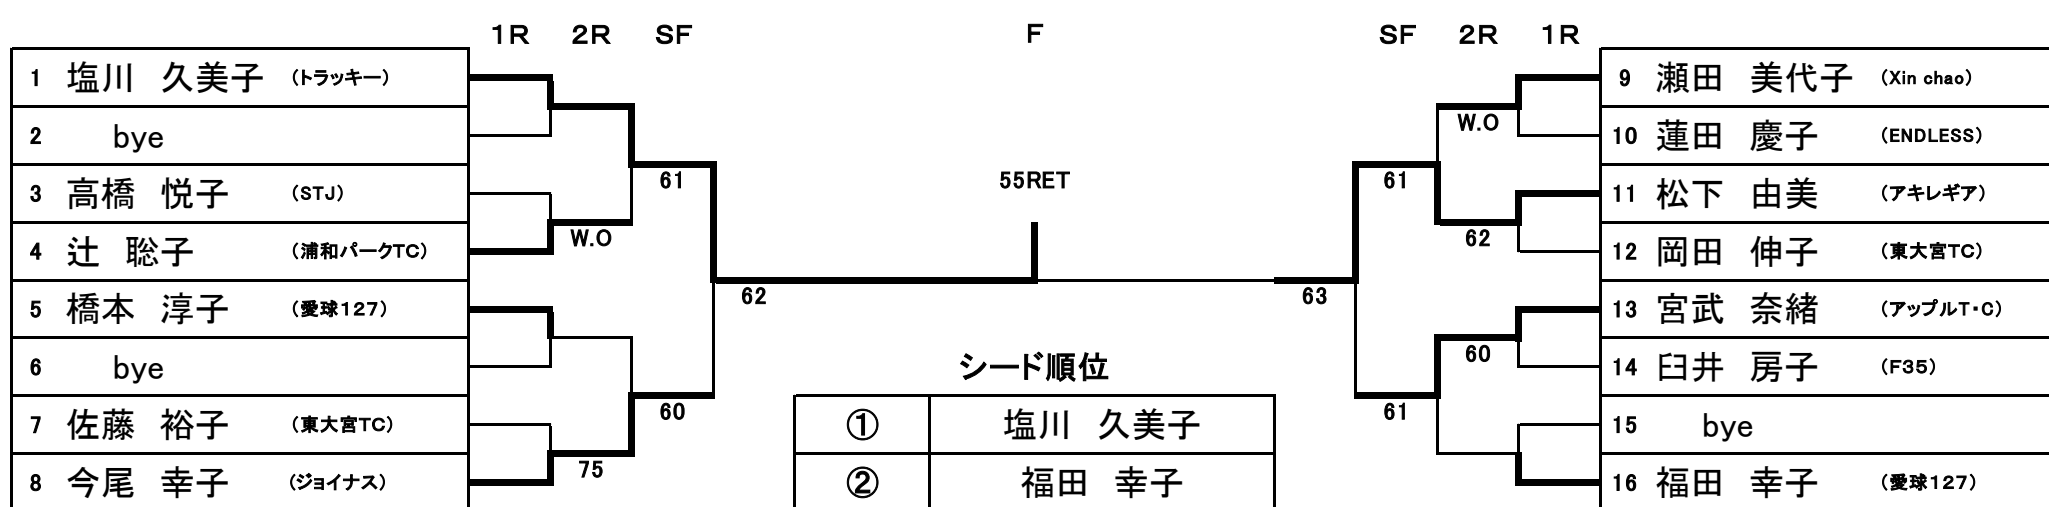 1R 2R SF F SF 2R 1R
1 塩川 久美子 (トラッキー)
2 bye
3 高橋 悦子 (STJ)
4 辻 聡子 (浦和パークTC)
5 橋本 淳子 (愛球127)
6 bye
7 佐藤 裕子 (東大宮TC)
8 今尾 幸子 (ジョイナス)
W.O
75
61
60
62
55RET
シード順位
① 塩川 久美子
② 福田 幸子
63
61
61
W.O
62
60
9 瀬田 美代子 (Xin chao)
10 蓮田 慶子 (ENDLESS)
11 松下 由美 (アキレギア)
12 岡田 伸子 (東大宮TC)
13 宮武 奈緒 (アップルT・C)
14 臼井 房子 (F35)
15 bye
16 福田 幸子 (愛球127)